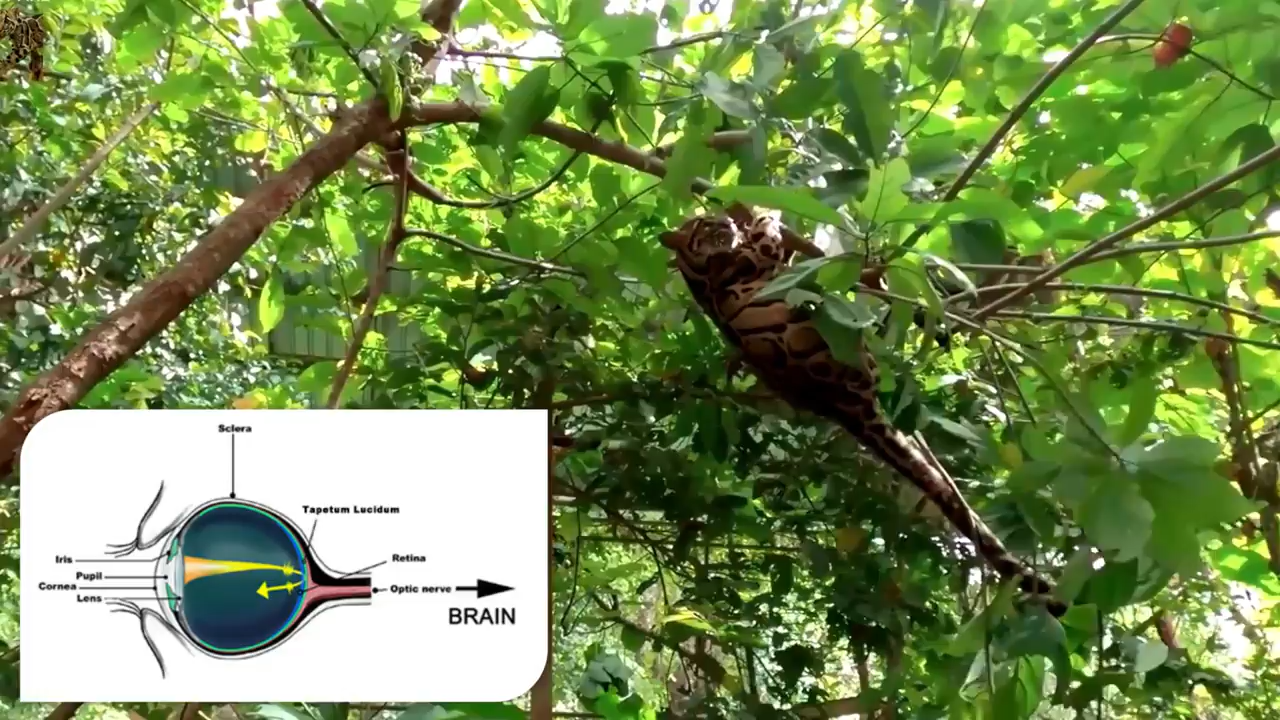 Sclera
Tapetum Lucidum
Retina
Iris
Pupil
Cornea
Lens
Optic nerve
BRAIN